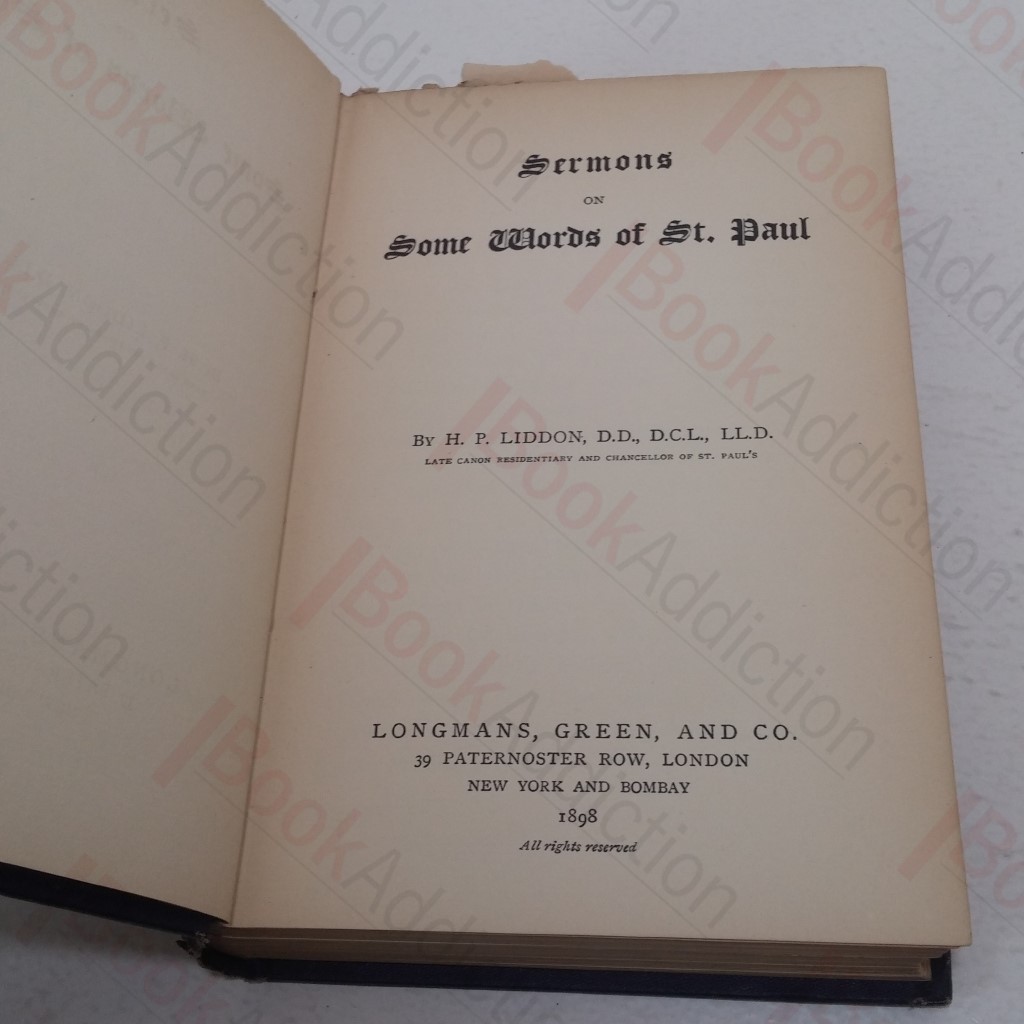 Sermons
ON
Some Words of St. Paul
BY H. P. LIDDON, D.D., D.C.L., LL.D.
LATE CANON RESIDENTIARY AND CHANCELLOR OF ST. PAUL'S
LONGMANS, GREEN, AND CO.
39 PATERNOSTER ROW, LONDON
NEW YORK AND BOMBAY
1898
All rights reserved
BookAddiction